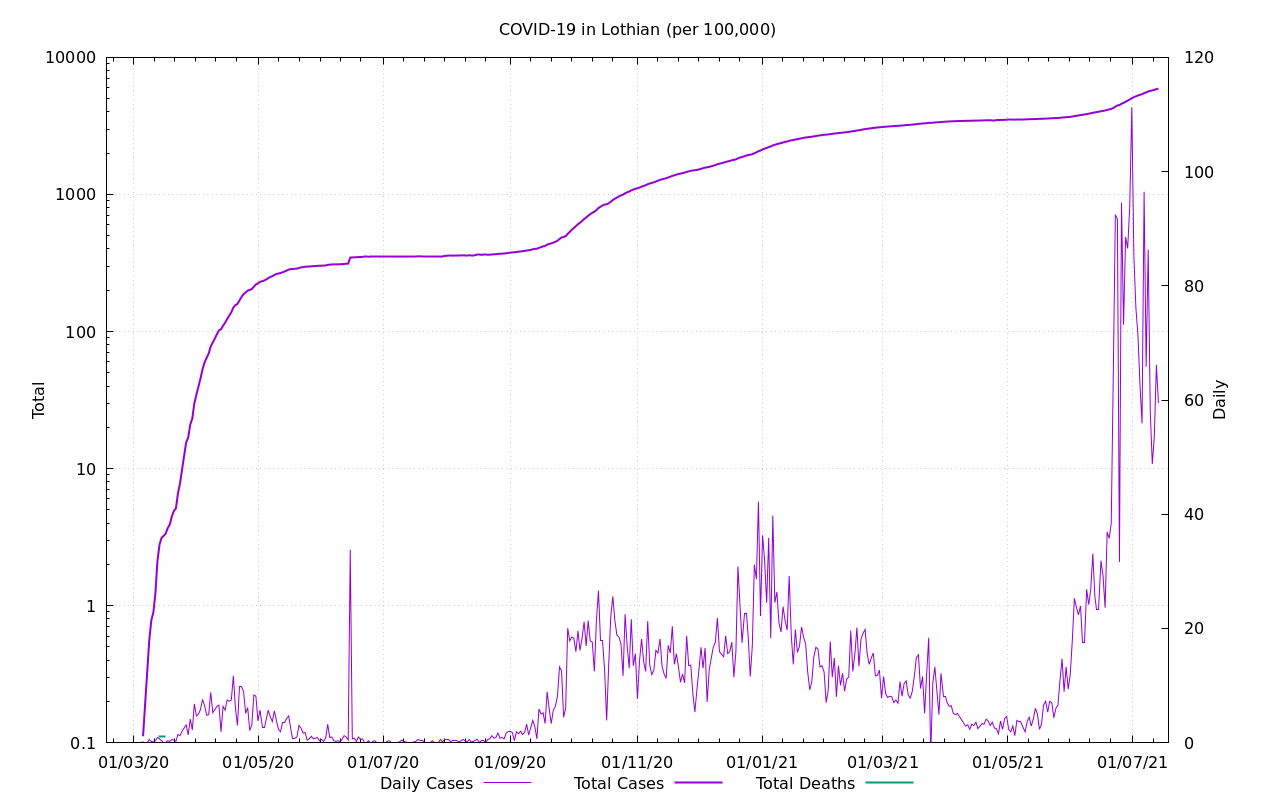 COVID-19 in Lothian (per 100,000)
10000
1000
100
10
1
0.1
Total
120
100
80
60
40
20
0
Daily
01/03/20 01/05/20 01/07/20 01/09/20 01/11/20 01/01/21 01/03/21 01/05/21 01/07/21
Daily Cases Total Cases Total Deaths